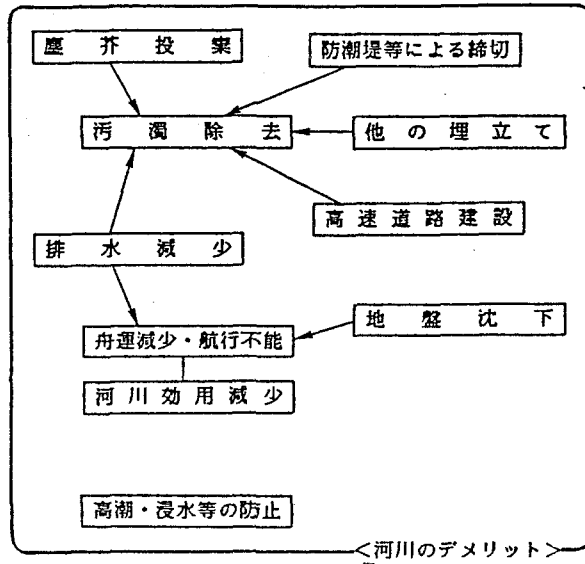 塵芥投棄
防潮堤等による締切
汚濁除去
他の埋立て
高速道路建設
排水減少
地盤沈下
舟運減少・航行不能
河川効用減少
高潮・浸水等の防止
<河川のデメリット>